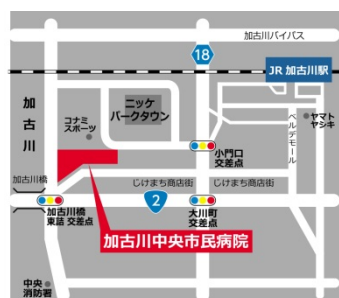 加古川バイパス
18
JR 加古川駅
加古川
コナミ
スポーツ
ニッケ
パークタウン
ヤマト
ヤシキ
ベルデモール
小門口
交差点
加古川橋
じけまち商店街
じけまち商店街
加古川橋
東詰 交差点
2
大川町
交差点
加古川中央市民病院
中央
消防署